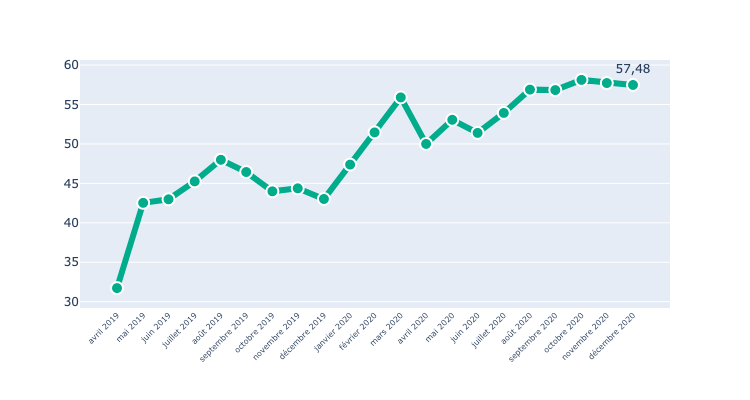 60
57,48
55
50
45
40
35
30
avril 2019
mai 2019
juin 2019
juillet 2019
août 2019
septembre 2019
octobre 2019
novembre 2019
décembre 2019
janvier 2020
février 2020
mars 2020
avril 2020
mai 2020
juin 2020
juillet 2020
août 2020
septembre 2020
octobre 2020
novembre 2020
décembre 2020